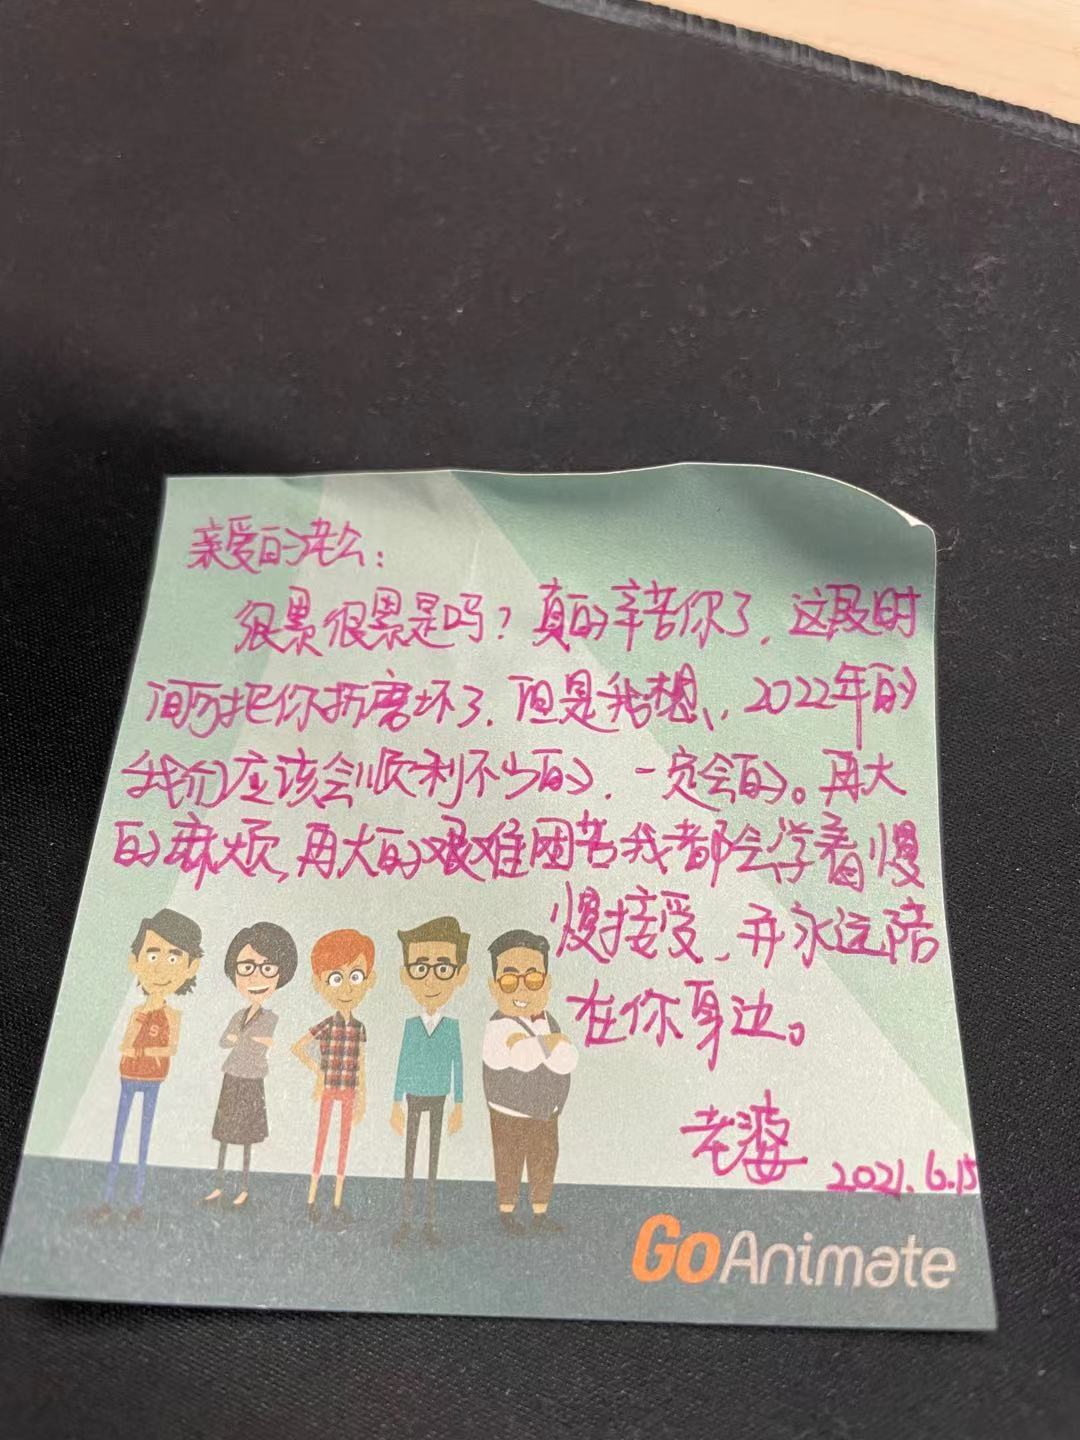 亲爱的老公：
很累很累是吗？真的辛苦你了，这段时
间可把你折磨坏了，但是我想，2022年的
我们应该会顺利不少的，一定会的。再大
的麻烦，再大的艰难困苦我都会学着慢
慢接受，并永远陪
在你身边。
老婆 2021.6.15
GoAnimate